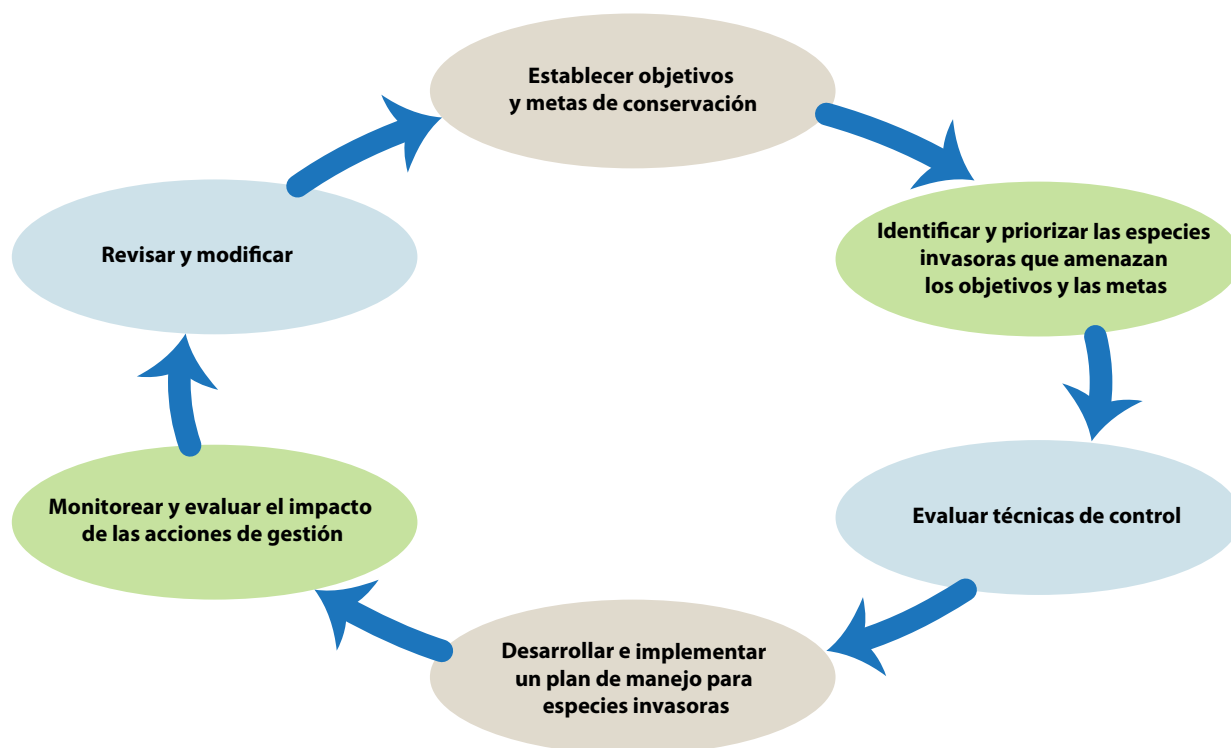 Establecer objetivos
y metas de conservación
Identificar y priorizar las especies
invasoras que amenazan
los objetivos y las metas
Evaluar técnicas de control
Desarrollar e implementar
un plan de manejo para
especies invasoras
Monitorear y evaluar el impacto
de las acciones de gestión
Revisar y modificar